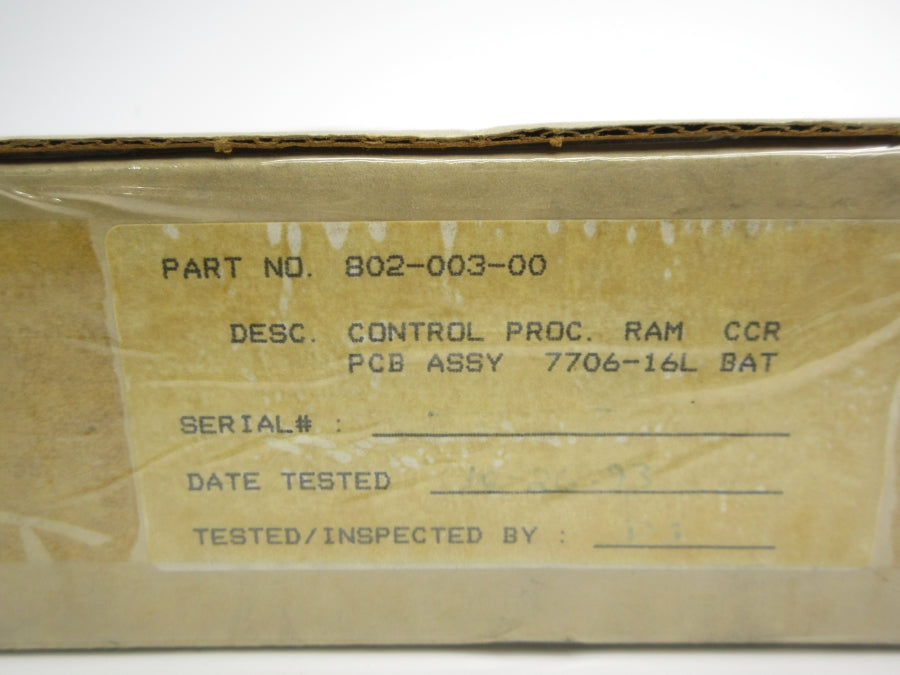 PART NO. 802-003-00
DESC. CONTROL PROC. RAM CCR
PCB ASSY 7706-16L BAT
SERIAL# :
DATE TESTED
TESTED/INSPECTED BY :